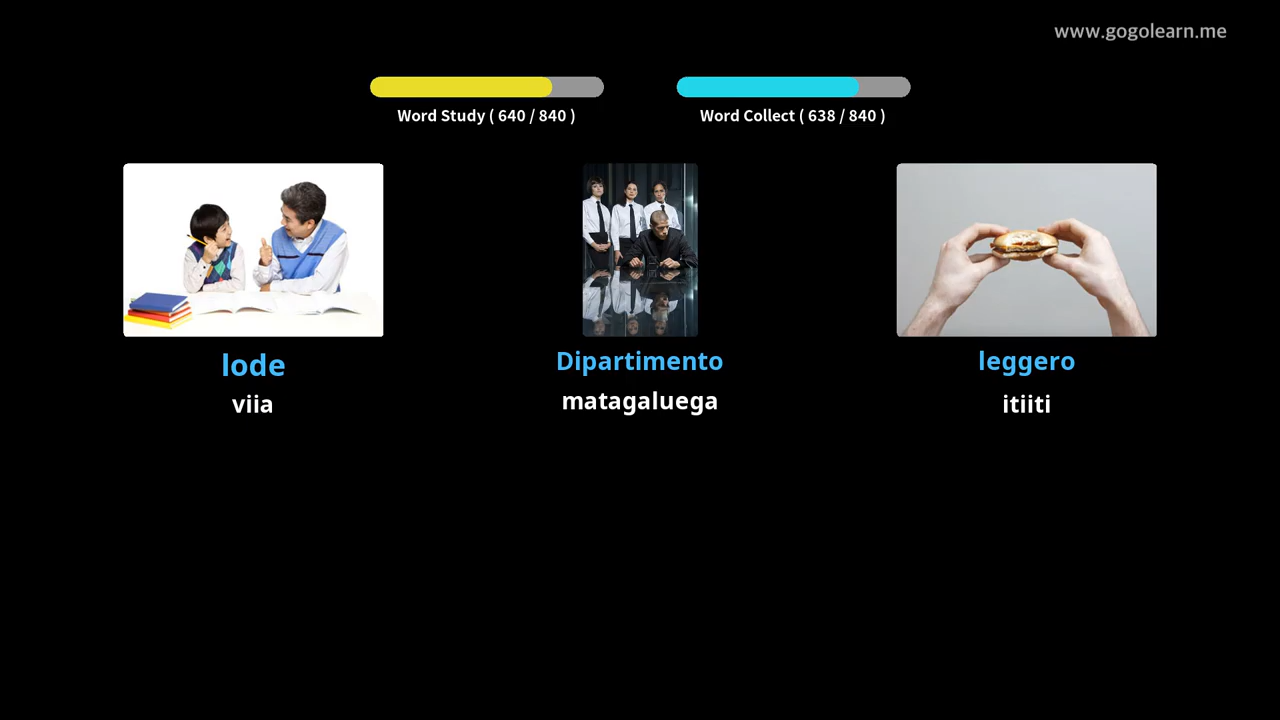 www.gogolearn.me
Word Study ( 640 / 840 )
Word Collect ( 638 / 840 )
lode
viia
Dipartimento
matagaluega
leggero
itiiti